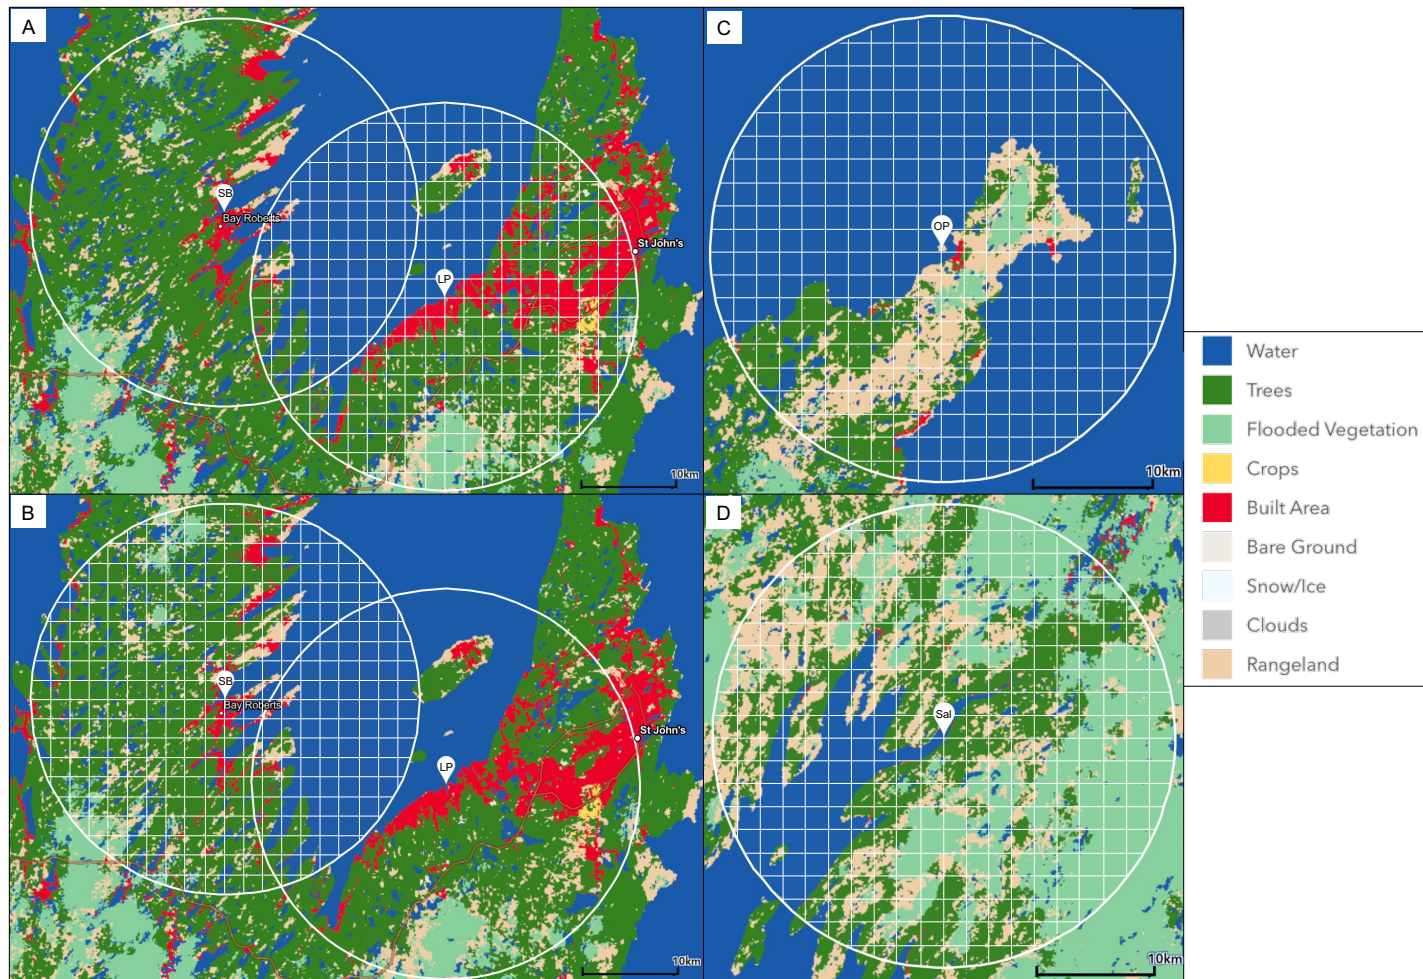 A
SB
Bay Roberts
St John's
LP
10km
B
SB
Bay Roberts
St John's
LP
10km
C
OP
10km
D
Sal
10km
Water
Trees
Flooded Vegetation
Crops
Built Area
Bare Ground
Snow/Ice
Clouds
Rangeland